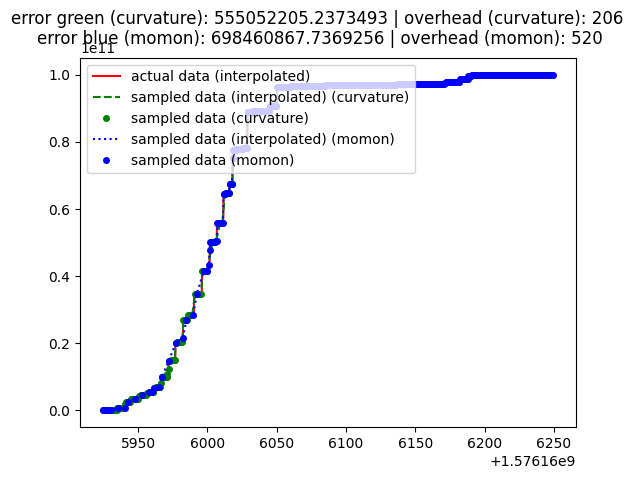 error green (curvature): 555052205.2373493 | overhead (curvature): 206
error blue (momon): 698460867.7369256 | overhead (momon): 520
1e11
actual data (interpolated)
sampled data (interpolated) (curvature)
sampled data (curvature)
sampled data (interpolated) (momon)
sampled data (momon)
1.0
0.8
0.6
0.4
0.2
0.0
5950 6000 6050 6100 6150 6200 6250
+1.57616e9